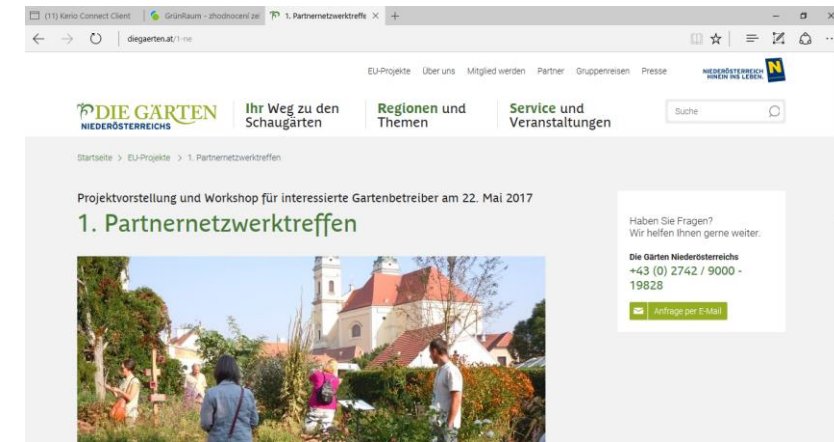 (11) Kerio Connect Client
GrünRaum - zhodnocení ze
1. Partnernetzwerktreffe
diegaerten.at/1-ne
EU-Projekte Über uns Mitglied werden Partner Gruppenreisen Presse
NIEDERÖSTERREICH
HINEIN INS LEBEN.
N
DIE GÄRTEN
NIEDERÖSTERREICHS
Ihr Weg zu den
Schaugärten
Regionen und
Themen
Service und
Veranstaltungen
Suche
Startseite > EU-Projekte > 1. Partnernetzwerktreffen
Projektvorstellung und Workshop für interessierte Gartenbetreiber am 22. Mai 2017
1. Partnernetzwerktreffen
Haben Sie Fragen?
Wir helfen Ihnen gerne weiter.
Die Gärten Niederösterreichs
+43 (0) 2742 / 9000 -
19828
Anfrage per E-Mail